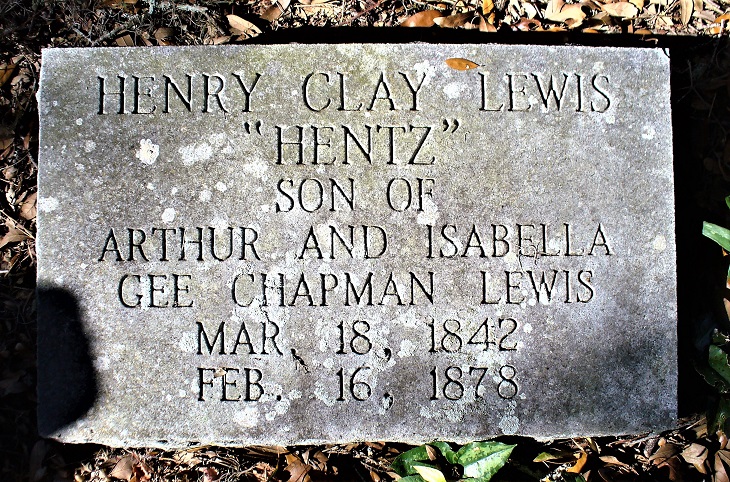 HENRY CLAY LEWIS
"HENTZ"
SON OF
ARTHUR AND ISABELLA
GEE CHAPMAN LEWIS
MAR, 18, 1842
FEB. 16, 1878